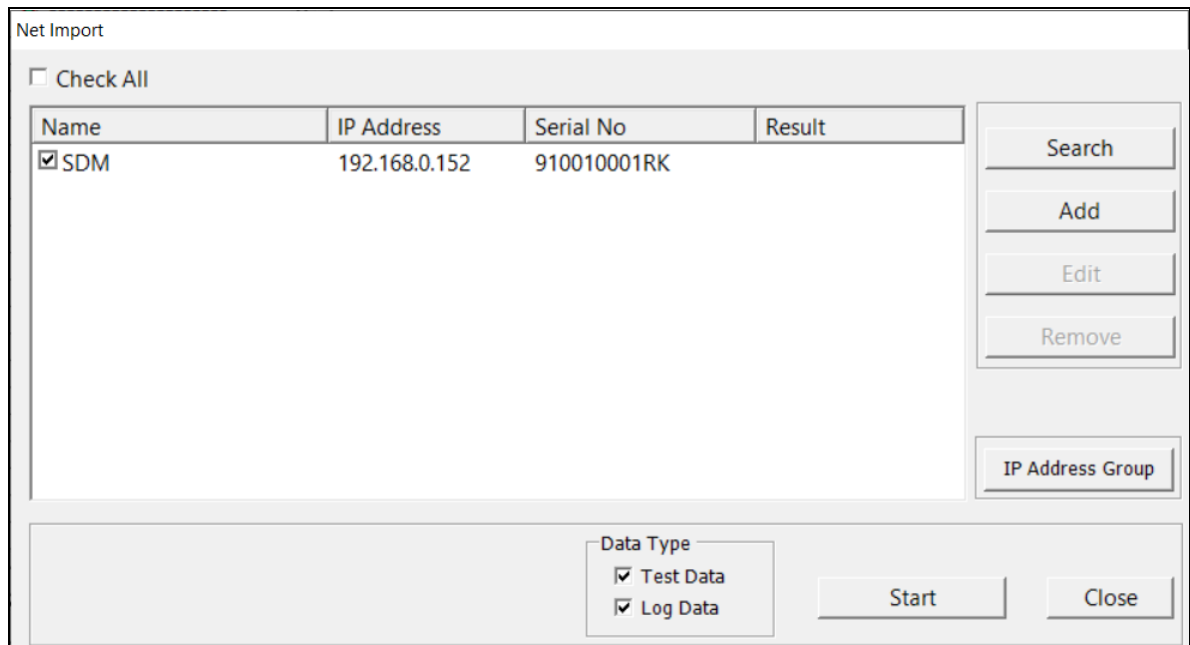 Net Import
Check All
Name IP Address Serial No Result
SDM 192.168.0.152 910010001RK
Search
Add
Edit
Remove
IP Address Group
Data Type
Test Data
Log Data
Start Close